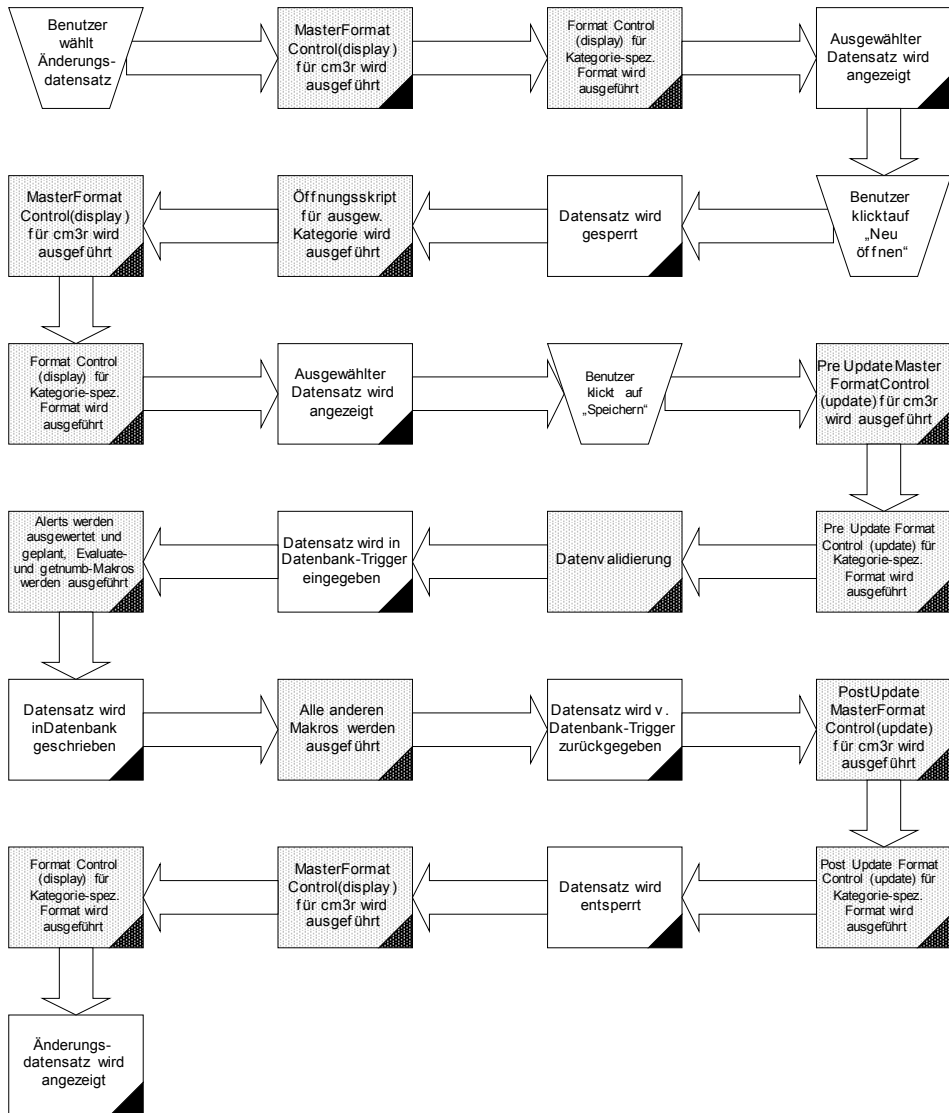 Benutzer
wählt
Änderungs-
datensatz
MasterFormat
Control(display)
für cm3r wird
ausgeführt
Format Control
(display) für
Kategorie-spez.
Format wird
ausgeführt
Ausgewählter
Datensatz wird
angezeigt
Benutzer
klicktauf
„Neu
öffnen“
Datensatz wird
gesperrt
Öffnungsskript
für ausgew.
Kategorie wird
ausgeführt
MasterFormat
Control(display)
für cm3r wird
ausgeführt
Format Control
(display) für
Kategorie-spez.
Format wird
ausgeführt
Ausgewählter
Datensatz wird
angezeigt
Benutzer
klickt auf
„Speichern“
Pre Update Master
FormatControl
(update) für cm3r
wird ausgeführt
Pre Update Format
Control (update) für
Kategorie-spez.
Format wird
ausgeführt
Datenvalidierung
Datensatz wird in
Datenbank-Trigger
eingegeben
Alerts werden
ausgewertet und
geplant, Evaluate-
und getnumb-Makros
werden ausgeführt
Datensatz wird
inDatenbank
geschrieben
Alle anderen
Makros werden
ausgeführt
Datensatz wird v.
Datenbank-Trigger
zurückgegeben
PostUpdate
MasterFormat
Control(update)
für cm3r wird
ausgeführt
Post Update Format
Control (update) für
Kategorie-spez.
Format wird
ausgeführt
Datensatz wird
entsperrt
MasterFormat
Control(display)
für cm3r wird
ausgeführt
Format Control
(display) für
Kategorie-spez.
Format wird
ausgeführt
Änderungs-
datensatz wird
angezeigt